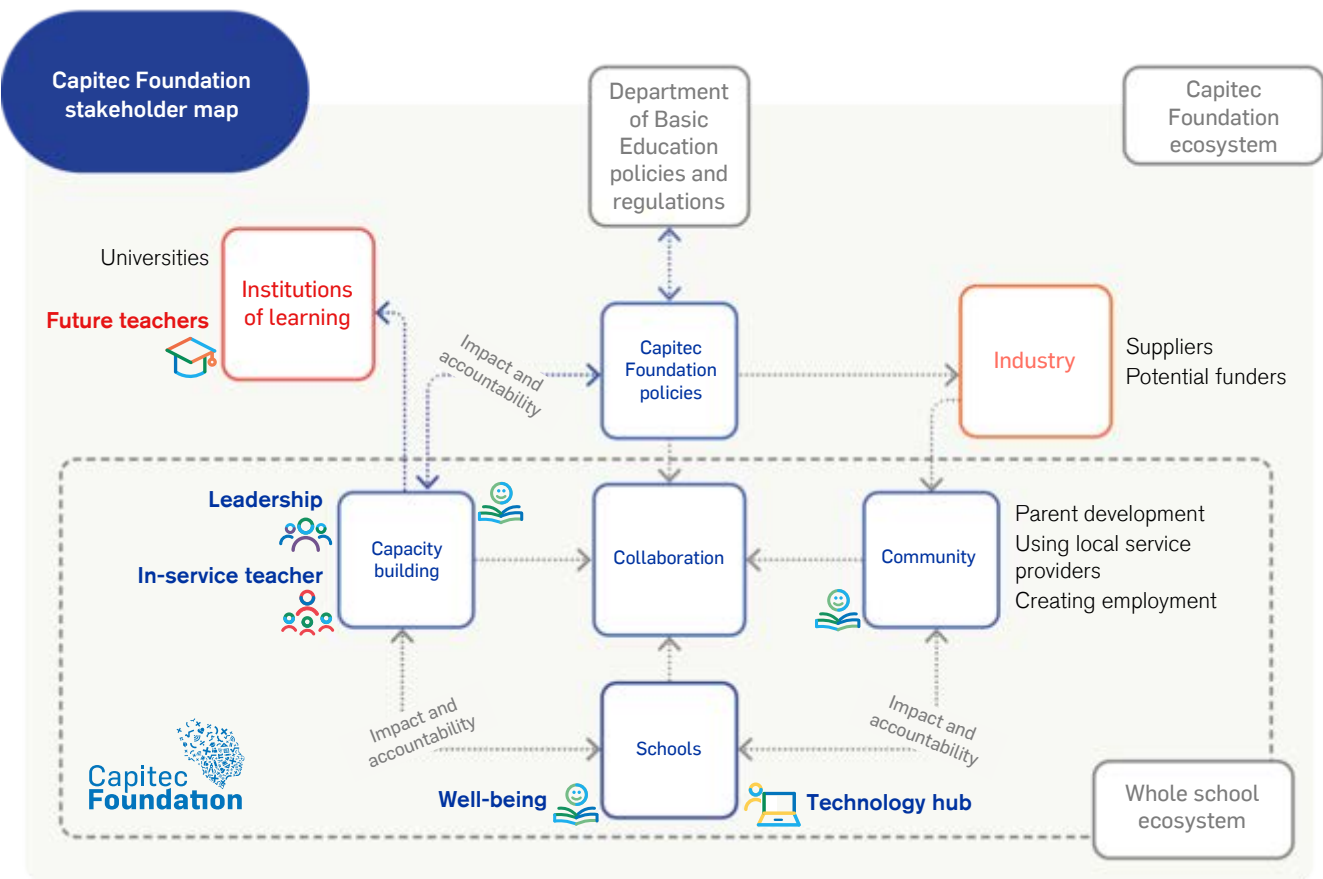 Capitec Foundation
stakeholder map
Department
of Basic
Education
policies and
regulations
Capitec
Foundation
ecosystem
Universities
Future teachers
Institutions
of learning
Impact and
accountability
Capitec
Foundation
policies
Industry
Suppliers
Potential funders
Leadership
In-service teacher
Capacity
building
Collaboration
Community
Parent development
Using local service
providers
Creating employment
Impact and
accountability
Schools
Impact and
accountability
Capitec
Foundation
Well-being
Technology hub
Whole school
ecosystem